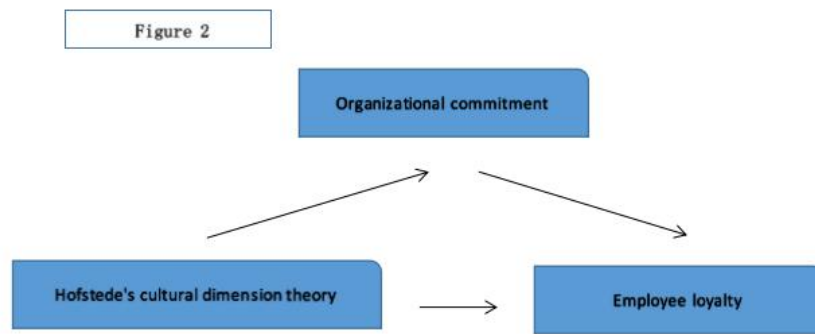 Figure 2
Organizational commitment
Hofstede's cultural dimension theory
Employee loyalty